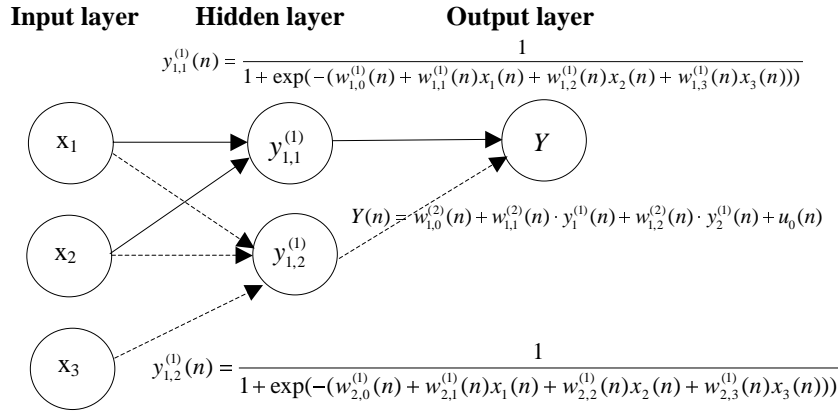 Input layer Hidden layer Output layer
y_{1,1}^{(1)}(n) = \frac{1}{1+\exp(-(w_{1,0}^{(1)}(n)+w_{1,1}^{(1)}(n)x_1(n)+w_{1,2}^{(1)}(n)x_2(n)+w_{1,3}^{(1)}(n)x_3(n)))}
x_1 y_{1,1}^{(1)} Y
Y(n) = w_{1,0}^{(2)}(n)+w_{1,1}^{(2)}(n)·y_1^{(1)}(n)+w_{1,2}^{(2)}(n)·y_2^{(1)}(n)+u_0(n)
x_2 y_{1,2}^{(1)}
x_3
y_{1,2}^{(1)}(n) = \frac{1}{1+\exp(-(w_{2,0}^{(1)}(n)+w_{2,1}^{(1)}(n)x_1(n)+w_{2,2}^{(1)}(n)x_2(n)+w_{2,3}^{(1)}(n)x_3(n)))}